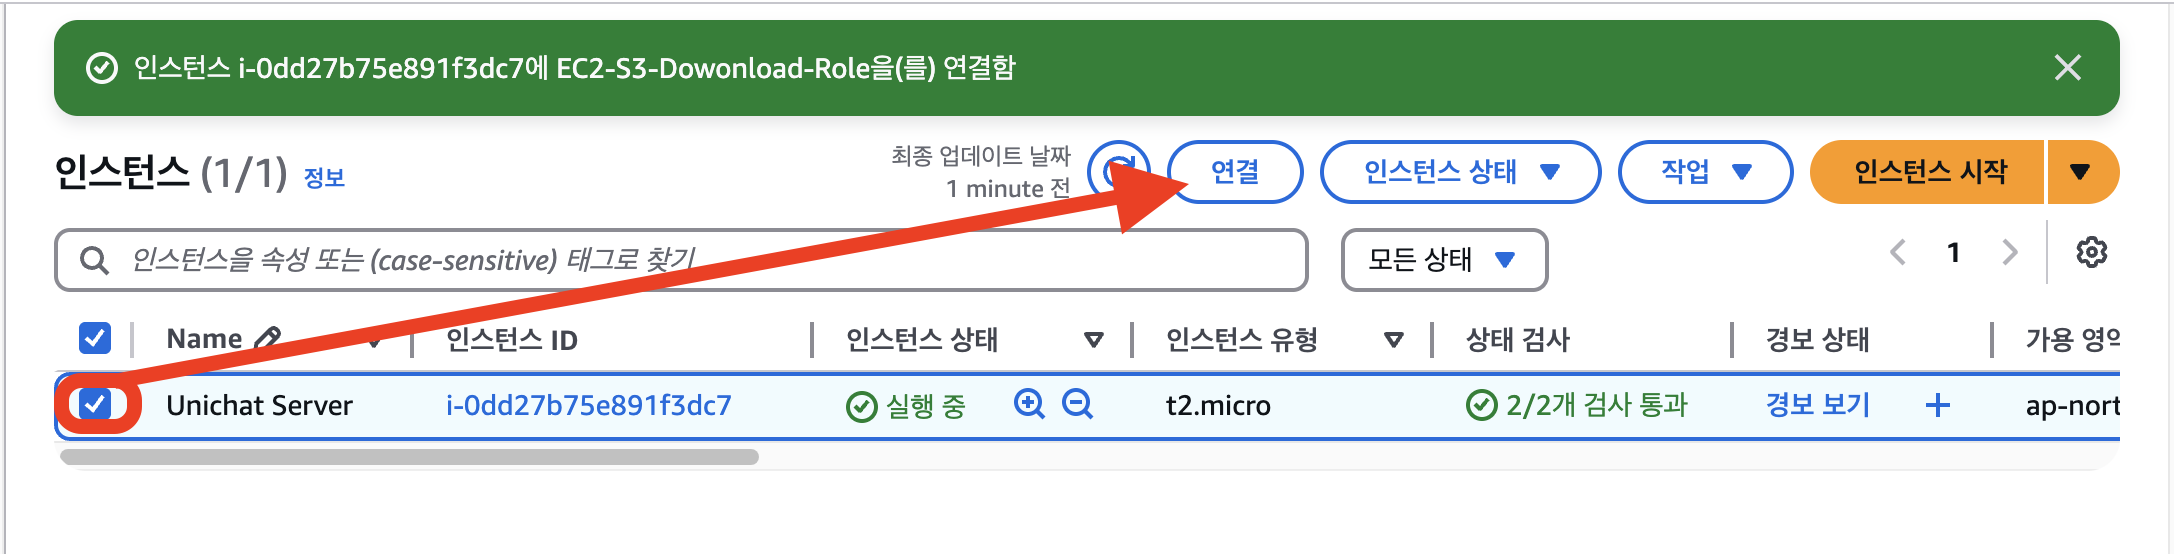 인스턴스 i-0dd27b75e891f3dc7에 EC2-S3-Dowonload-Role을(를) 연결함
인스턴스 (1/1) 정보
최종 업데이트 날짜
1 minute 전
연결
인스턴스 상태
작업
인스턴스 시작
인스턴스을 속성 또는 (case-sensitive) 태그로 찾기
모든 상태
1
Name 인스턴스 ID 인스턴스 상태 인스턴스 유형 상태 검사 경보 상태 가용 영역
Unichat Server i-0dd27b75e891f3dc7 실행 중 t2.micro 2/2개 검사 통과 경보 보기 + ap-nort